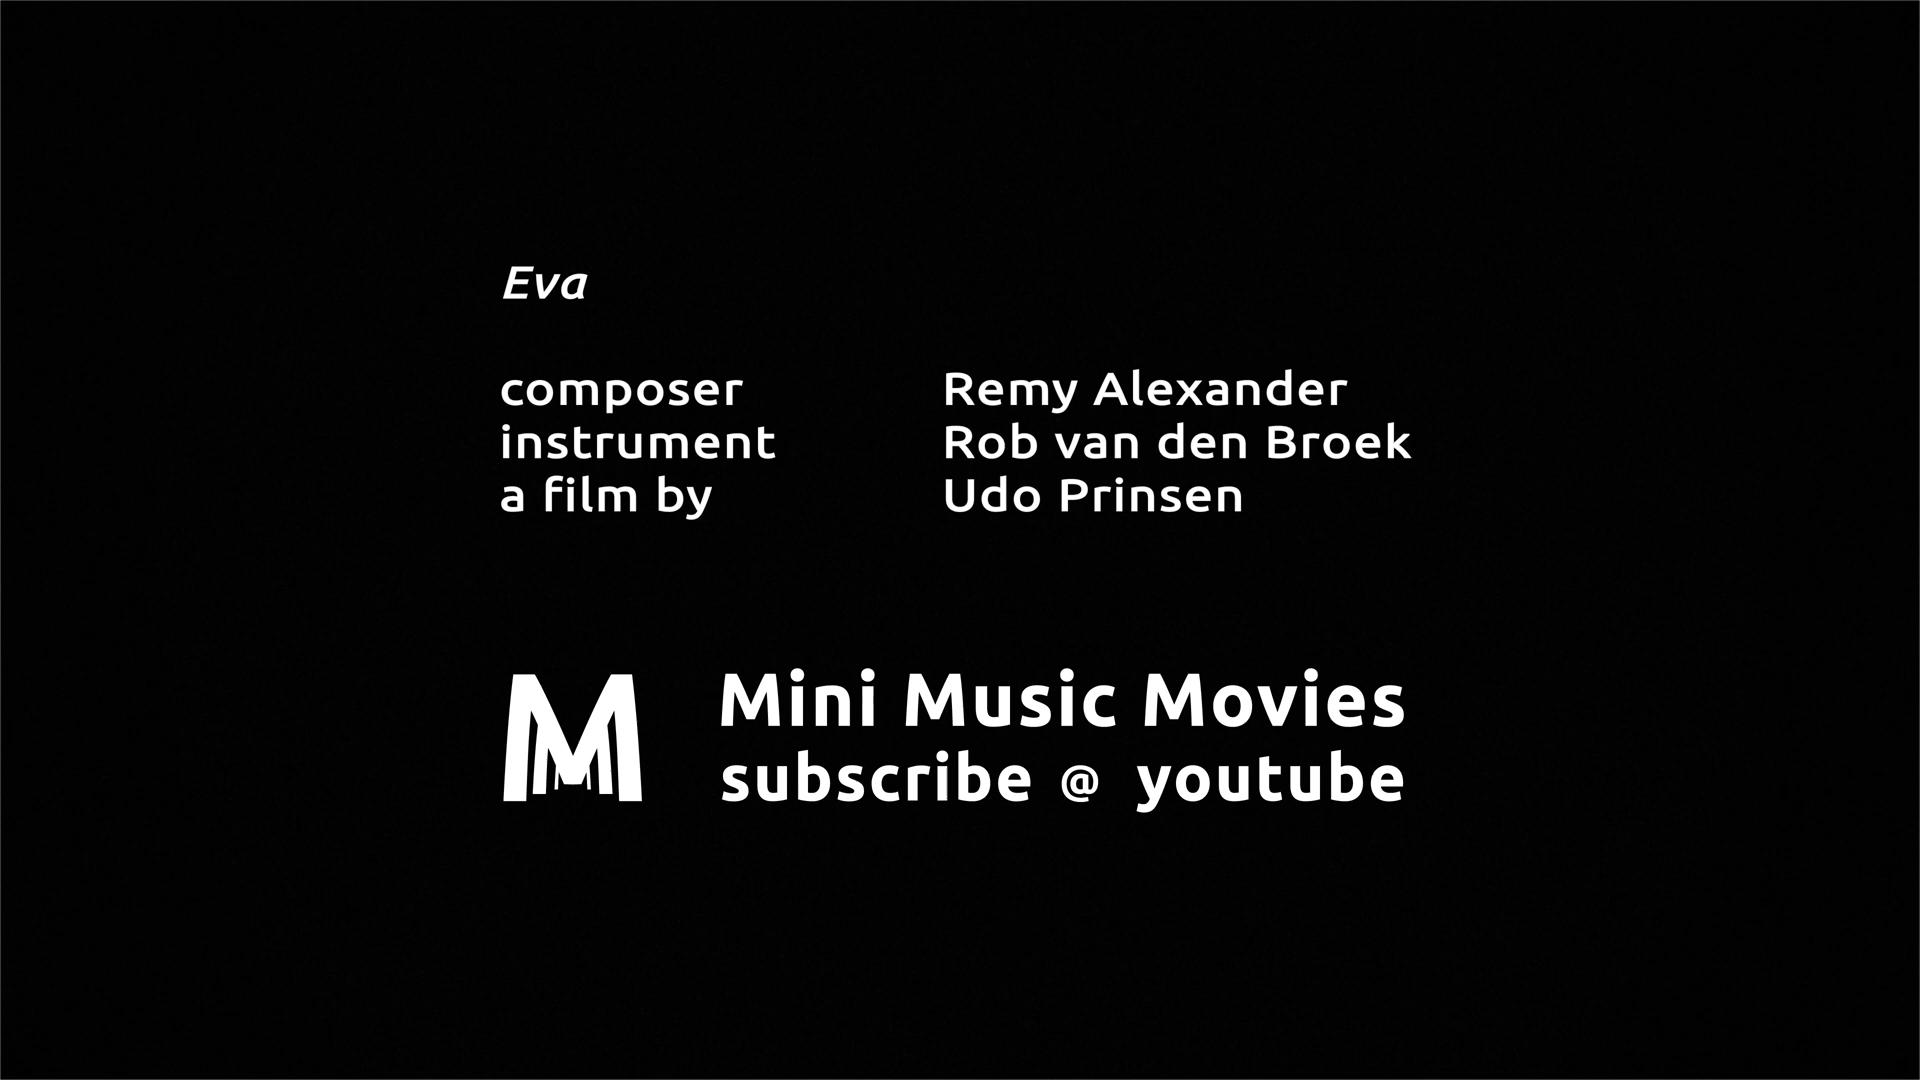 Eva
composer Remy Alexander
instrument Rob van den Broek
a film by Udo Prinsen
M Mini Music Movies
subscribe @ youtube